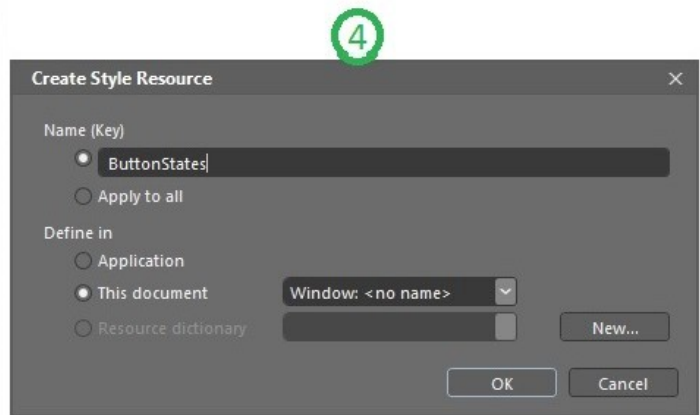 4
Create Style Resource
Name (Key)
ButtonStates
Apply to all
Define in
Application
This document Window: <no name>
Resource dictionary New...
OK Cancel